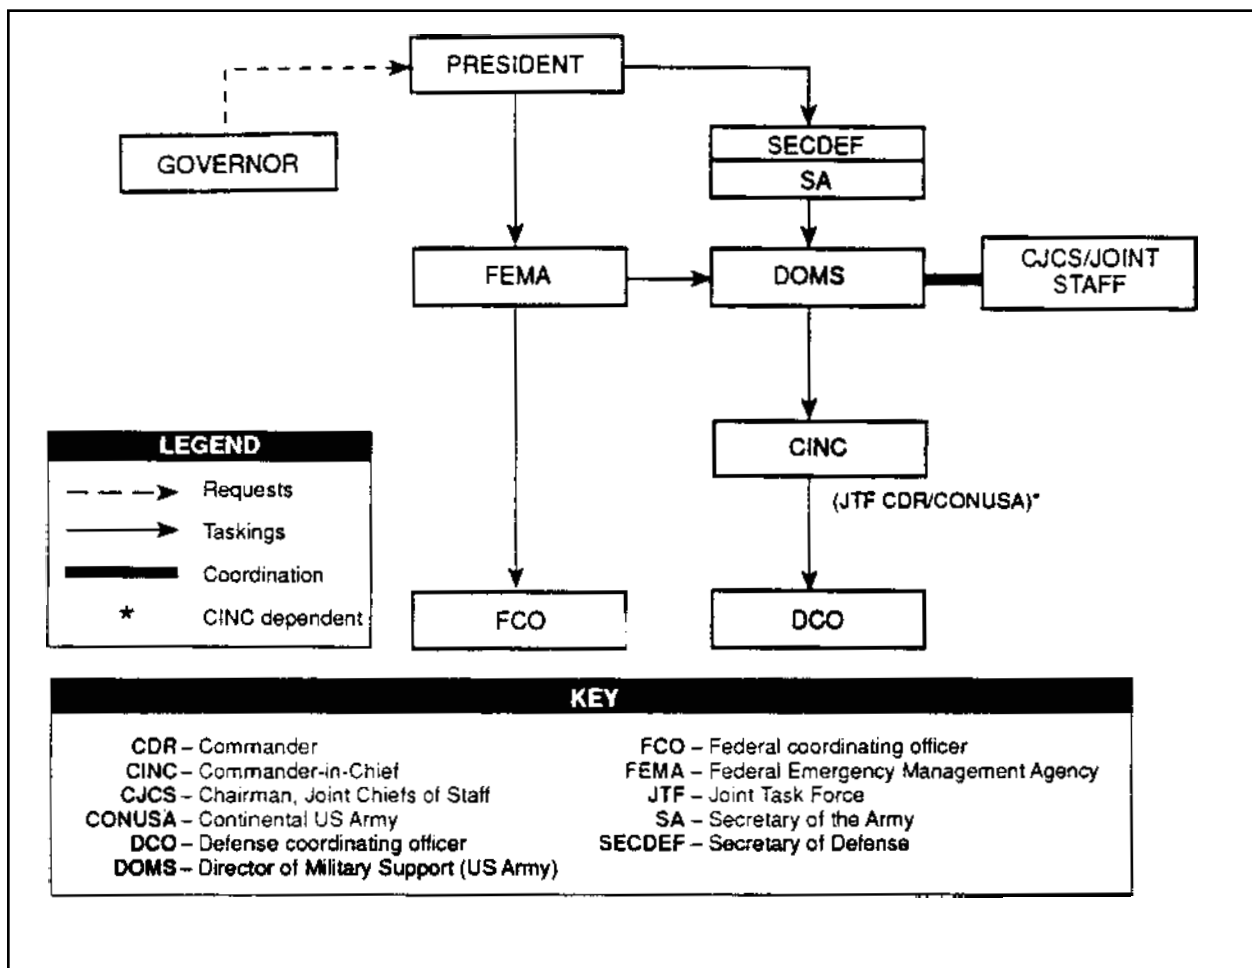 PRESIDENT
GOVERNOR
SECDEF
SA
FEMA
DOMS
CJCS/JOINT
STAFF
CINC
(JTF CDR/CONUSA)*
FCO
DCO
LEGEND
Requests
Taskings
Coordination
* CINC dependent
KEY
CDR – Commander
CINC – Commander-in-Chief
CJCS – Chairman, Joint Chiefs of Staff
CONUSA – Continental US Army
DCO – Defense coordinating officer
DOMS – Director of Military Support (US Army)
FCO – Federal coordinating officer
FEMA – Federal Emergency Management Agency
JTF – Joint Task Force
SA – Secretary of the Army
SECDEF – Secretary of Defense